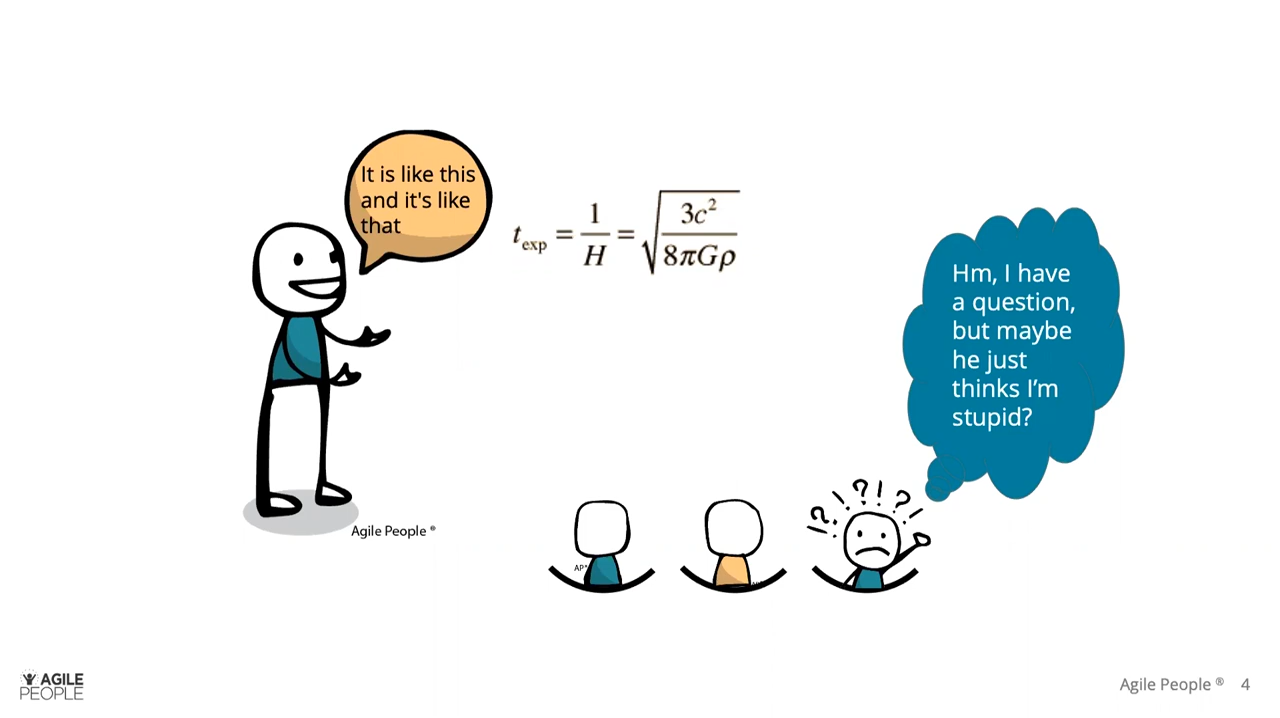 It is like this
and it's like
that
t_exp = 1/H = √(3c²/8πGρ)
Hm, I have
a question,
but maybe
he just
thinks I’m
stupid?
!? ! ? ! ? !
Agile People ®
AP®
AGILE
PEOPLE
Agile People ® 4